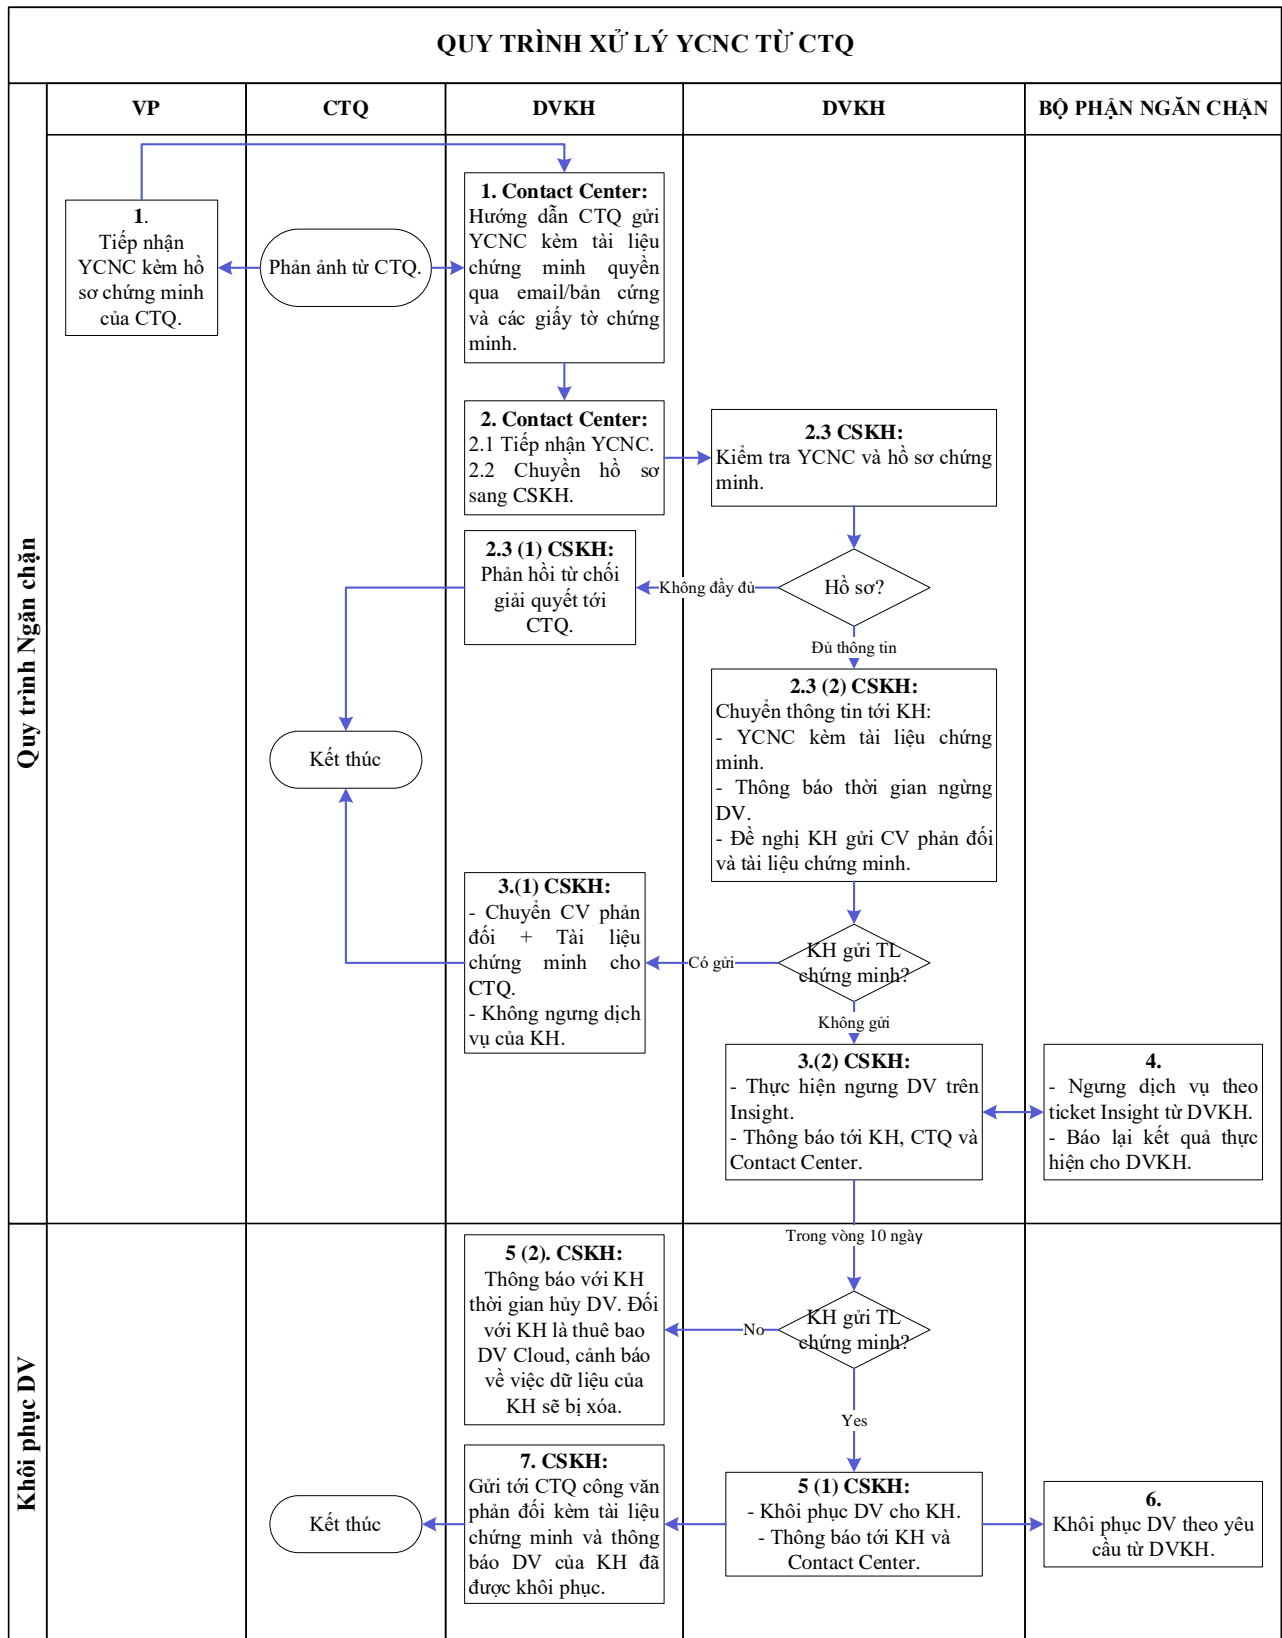 QUY TRÌNH XỬ LÝ YCNC TỪ CTQ
VP
CTQ
DVKH
DVKH
BỘ PHẬN NGĂN CHẶN
Quy trình Ngăn chặn
1.
Tiếp nhận
YCNC kèm hồ
sơ chứng minh
của CTQ.
Phản ảnh từ CTQ.
1. Contact Center:
Hướng dẫn CTQ gửi
YCNC kèm tài liệu
chứng minh quyền
qua email/bản cứng
và các giấy tờ chứng
minh.
2. Contact Center:
2.1 Tiếp nhận YCNC.
2.2 Chuyền hồ sơ
sang CSKH.
2.3 CSKH:
Kiểm tra YCNC và hồ sơ chứng
minh.
2.3 (1) CSKH:
Phản hồi từ chối
giải quyết tới
CTQ.
Không đầy đủ
Hồ sơ?
Đủ thông tin
2.3 (2) CSKH:
Chuyển thông tin tới KH:
- YCNC kèm tài liệu chứng
minh.
- Thông báo thời gian ngừng
DV.
- Đề nghị KH gửi CV phản đối
và tài liệu chứng minh.
Kết thúc
3.(1) CSKH:
- Chuyển CV phản
đối + Tài liệu
chứng minh cho
CTQ.
- Không ngưng dịch
vụ của KH.
Có gửi
KH gửi TL
chứng minh?
Không gửi
3.(2) CSKH:
- Thực hiện ngưng DV trên
Insight.
- Thông báo tới KH, CTQ và
Contact Center.
4.
- Ngưng dịch vụ theo
ticket Insight từ DVKH.
- Báo lại kết quả thực
hiện cho DVKH.
Khôi phục DV
Trong vòng 10 ngày
5 (2). CSKH:
Thông báo với KH
thời gian hủy DV. Đối
với KH là thuê bao
DV Cloud, cảnh báo
về việc dữ liệu của
KH sẽ bị xóa.
No
KH gửi TL
chứng minh?
Yes
Kết thúc
7. CSKH:
Gửi tới CTQ công văn
phản đối kèm tài liệu
chứng minh và thông
báo DV của KH đã
được khôi phục.
5 (1) CSKH:
- Khôi phục DV cho KH.
- Thông báo tới KH và
Contact Center.
6.
Khôi phục DV theo yêu
cầu từ DVKH.